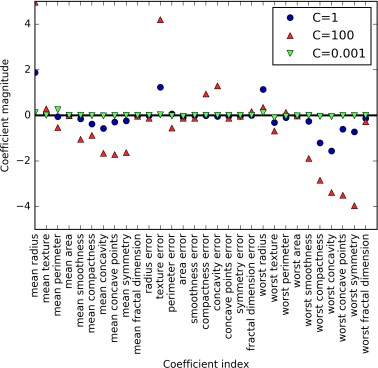 C=1
C=100
C=0.001
Coefficient magnitude
4
2
0
−2
−4
mean radius
mean texture
mean perimeter
mean area
mean smoothness
mean compactness
mean concavity
mean concave points
mean symmetry
mean fractal dimension
radius error
texture error
perimeter error
area error
smoothness error
compactness error
concavity error
concave points error
symmetry error
fractal dimension error
worst radius
worst texture
worst perimeter
worst area
worst smoothness
worst compactness
worst concavity
worst concave points
worst symmetry
worst fractal dimension
Coefficient index